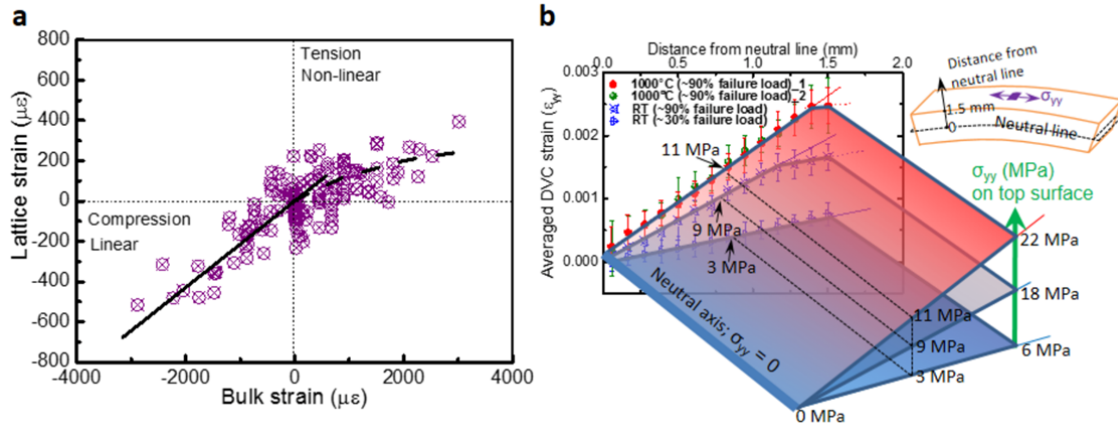 a
Lattice strain (με)
800
600
400
200
0
-200
-400
-600
-800
Tension
Non-linear
Compression
Linear
-4000
-2000
0
2000
4000
Bulk strain (με)
b
Distance from neutral line (mm)
0.0
0.5
1.0
1.5
2.0
Averaged DVC strain (εyy)
0.003
0.002
0.001
0.000
1000°C (~90% failure load)_1
1000°C (~90% failure load)_2
RT (~90% failure load)
RT (~30% failure load)
11 MPa
9 MPa
3 MPa
Neutral axis; σyy = 0
Distance from
neutral line
1.5 mm
0
σyy
Neutral line
σyy (MPa)
on top surface
22 MPa
18 MPa
6 MPa
11 MPa
9 MPa
3 MPa
0 MPa